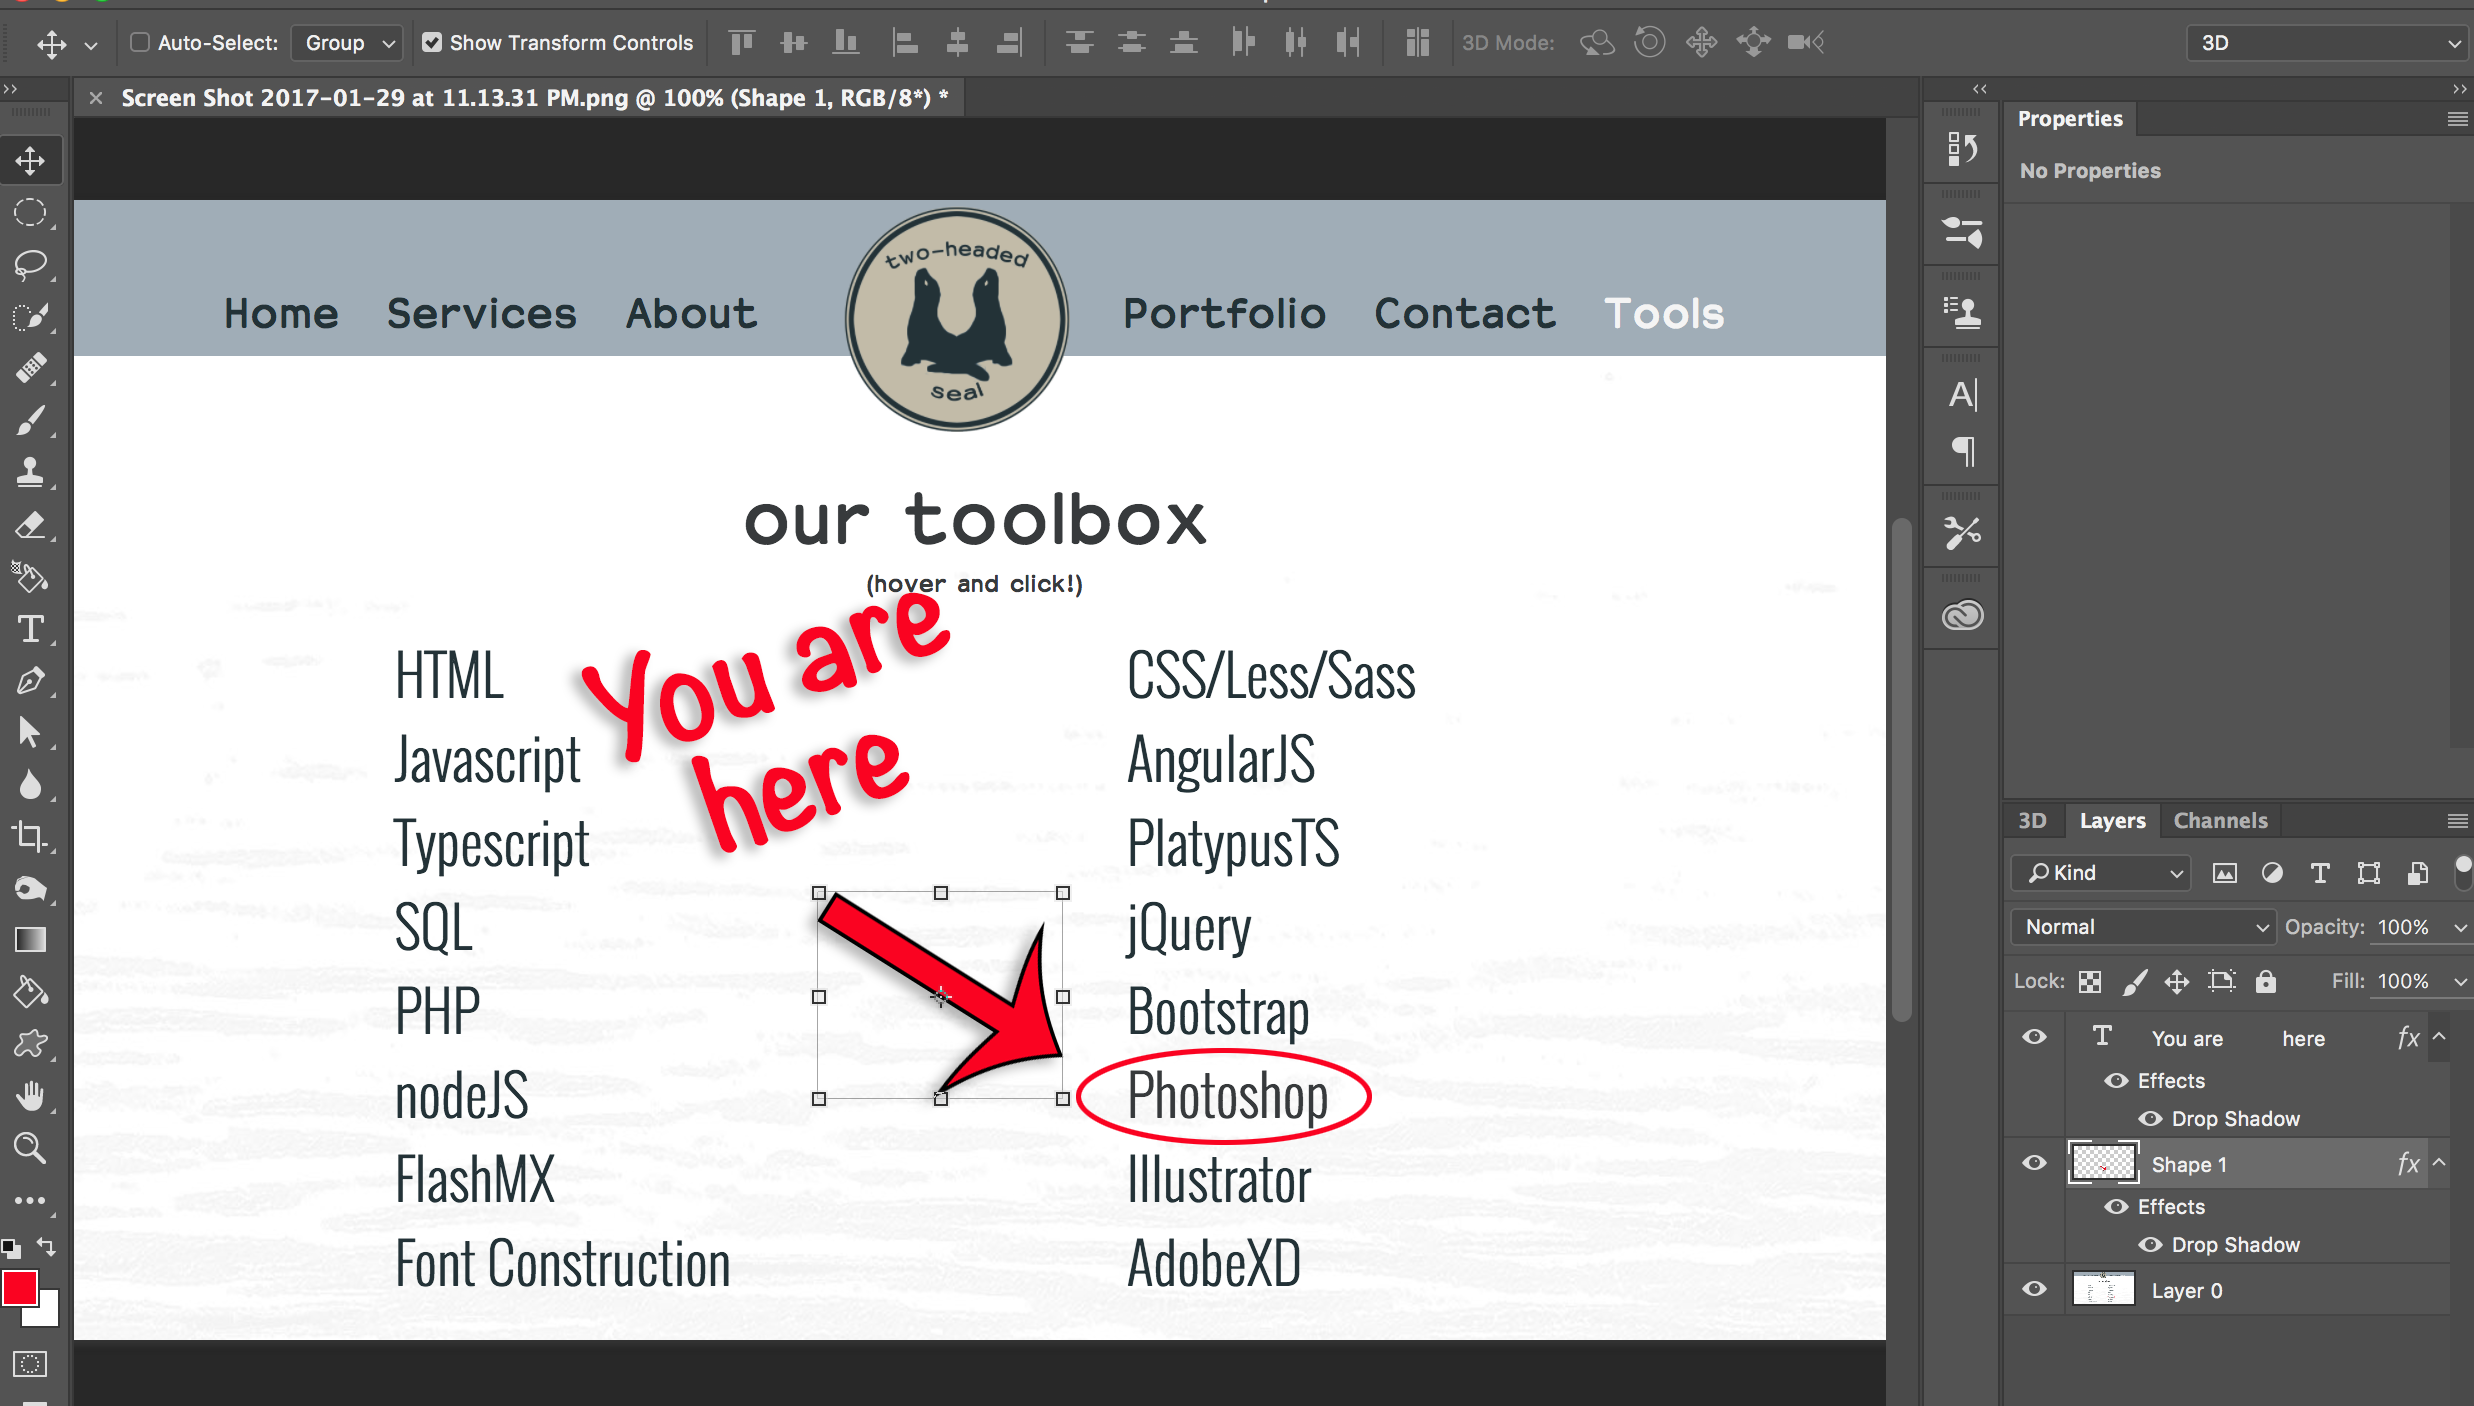 Auto-Select: Group Show Transform Controls 3D Mode: 3D
Screen Shot 2017-01-29 at 11.13.31 PM.png @ 100% (Shape 1, RGB/8*) *
Properties
No Properties
two-headed
seal
Home Services About Portfolio Contact Tools
our toolbox
(hover and click!)
You are
here
HTML
Javascript
Typescript
SQL
PHP
nodeJS
FlashMX
Font Construction
CSS/Less/Sass
AngularJS
PlatypusTS
jQuery
Bootstrap
Photoshop
Illustrator
AdobeXD
3D Layers Channels
Kind
Normal Opacity: 100%
Lock: Fill: 100%
You are here fx
Effects
Drop Shadow
Shape 1 fx
Effects
Drop Shadow
Layer 0